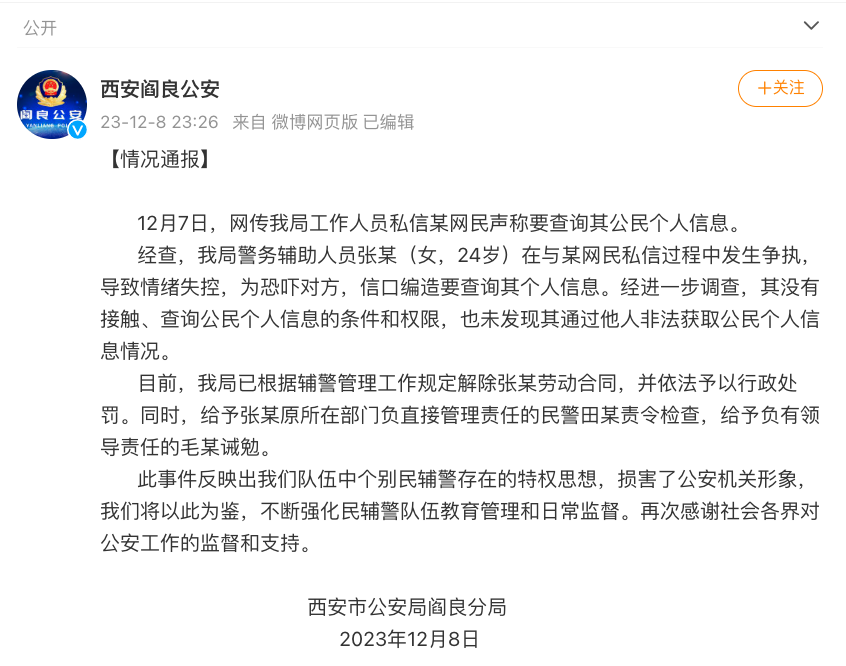 公开
西安阎良公安
+关注
阎良公安
YANLIANG POLICE
23-12-8 23:26 来自 微博网页版 已编辑
【情况通报】
12月7日，网传我局工作人员私信某网民声称要查询其公民个人信息。
经查，我局警务辅助人员张某（女，24岁）在与某网民私信过程中发生争执，
导致情绪失控，为恐吓对方，信口编造要查询其个人信息。经进一步调查，其没有
接触、查询公民个人信息的条件和权限，也未发现其通过他人非法获取公民个人信
息情况。
目前，我局已根据辅警管理工作规定解除张某劳动合同，并依法予以行政处
罚。同时，给予张某原所在部门负直接管理责任的民警田某责令检查，给予负有领
导责任的毛某诫勉。
此事件反映出我们队伍中个别民辅警存在的特权思想，损害了公安机关形象，
我们将以此为鉴，不断强化民辅警队伍教育管理和日常监督。再次感谢社会各界对
公安工作的监督和支持。
西安市公安局阎良分局
2023年12月8日